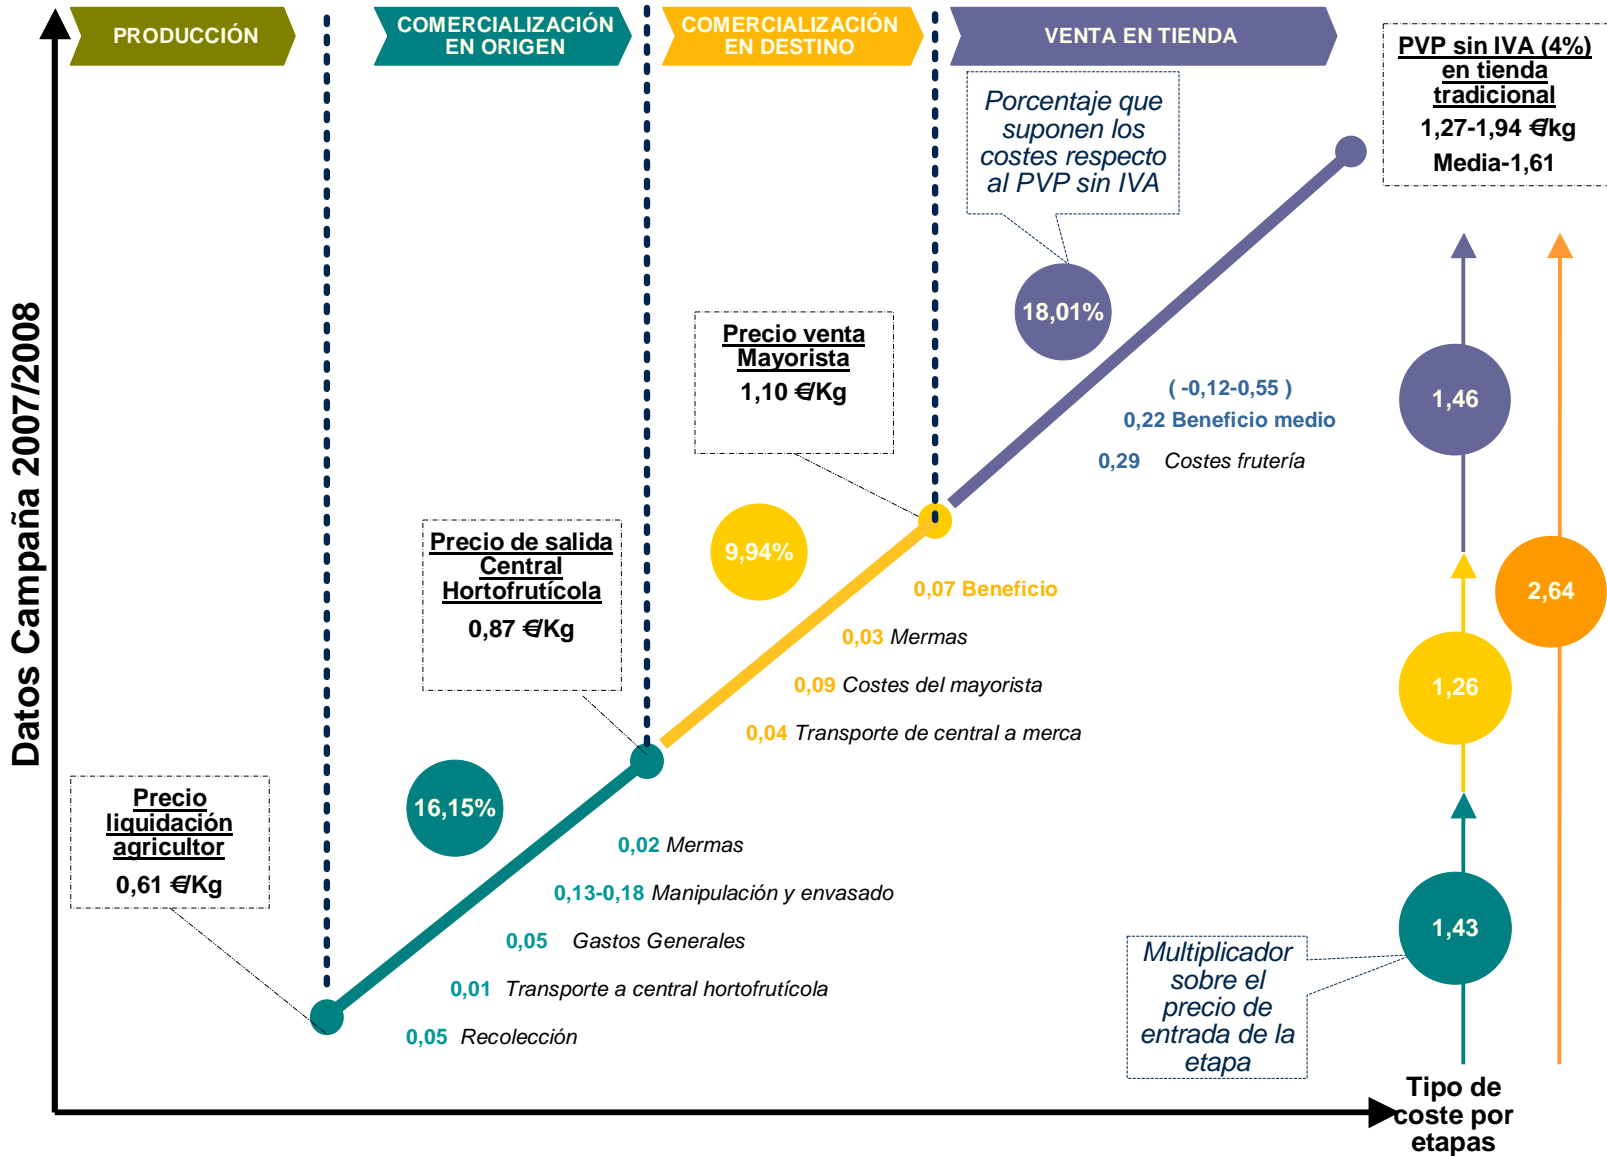 PRODUCCIÓN
COMERCIALIZACIÓN
EN ORIGEN
COMERCIALIZACIÓN
EN DESTINO
VENTA EN TIENDA
PVP sin IVA (4%)
en tienda
tradicional
1,27-1,94 €/kg
Media-1,61
Porcentaje que
suponen los
costes respecto
al PVP sin IVA
18,01%
Datos Campaña 2007/2008
Precio venta
Mayorista
1,10 €/Kg
( -0,12-0,55 )
0,22 Beneficio medio
0,29 Costes frutería
1,46
Precio de salida
Central
Hortofrutícola
0,87 €/Kg
9,94%
0,07 Beneficio
0,03 Mermas
0,09 Costes del mayorista
0,04 Transporte de central a merca
2,64
1,26
Precio
liquidación
agricultor
0,61 €/Kg
16,15%
0,02 Mermas
0,13-0,18 Manipulación y envasado
0,05 Gastos Generales
0,01 Transporte a central hortofrutícola
0,05 Recolección
1,43
Multiplicador
sobre el
precio de
entrada de la
etapa
Tipo de
coste por
etapas